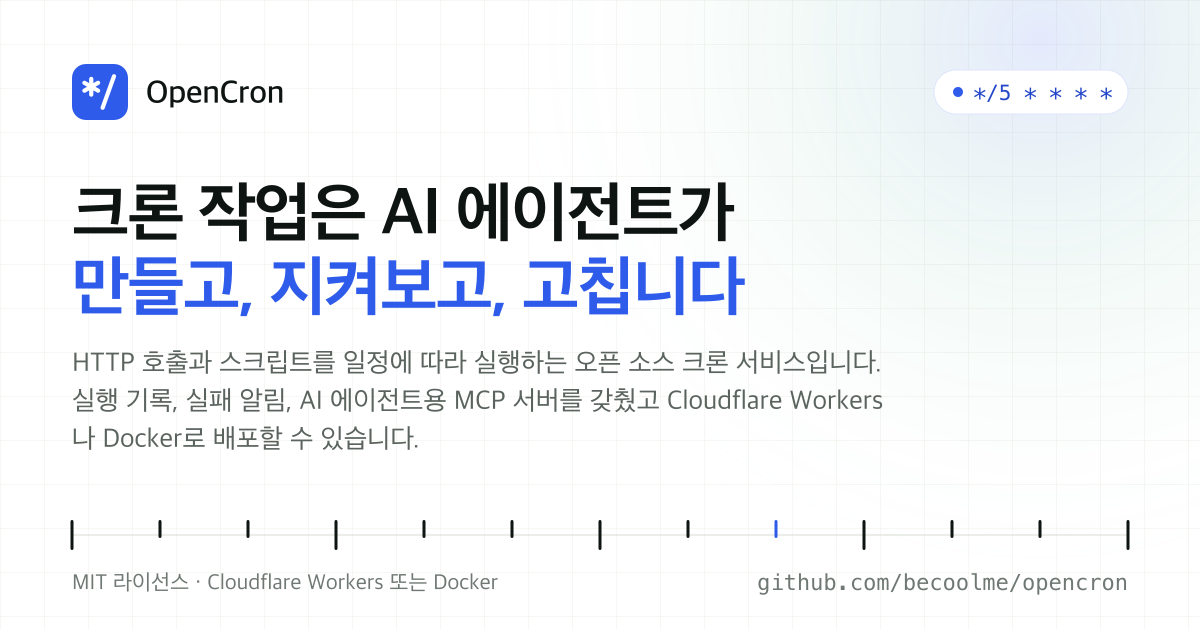 */ OpenCron
*/5 * * * *
크론 작업은 AI 에이전트가
만들고, 지켜보고, 고칩니다
HTTP 호출과 스크립트를 일정에 따라 실행하는 오픈 소스 크론 서비스입니다.
실행 기록, 실패 알림, AI 에이전트용 MCP 서버를 갖췄고 Cloudflare Workers
나 Docker로 배포할 수 있습니다.
MIT 라이선스 · Cloudflare Workers 또는 Docker
github.com/becoolme/opencron